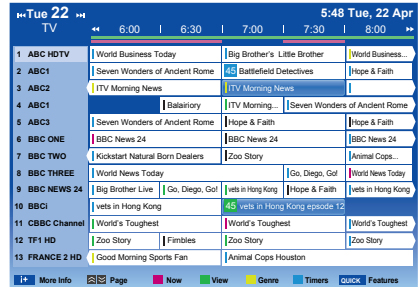 Tue 22 5:48 Tue, 22 Apr
TV 6:00 6:30 7:00 7:30 8:00
1 ABC HDTV World Business Today Big Brother's Little Brother World Business...
2 ABC1 Seven Wonders of Ancient Rome 45 Battlefield Detectives Hope & Faith
3 ABC2 ITV Morning News ITV Morning News
4 ABC1 Balairiory ITV Morning... Seven Wonders of Ancient Rome
5 ABC3 Seven Wonders of Ancient Rome Hope & Faith Hope & Faith
6 BBC ONE BBC News 24 BBC News 24 BBC News 24
7 BBC TWO Kickstart Natural Born Dealers Zoo Story Animal Cops...
8 BBC THREE World News Today Go, Diego, Go! World News Today
9 BBC NEWS 24 Big Brother Live Go, Diego, Go! vets in Hong Kong Hope & Faith vets in Hong Kong
10 BBCi vets in Hong Kong 45 vets in Hong Kong epsode 12
11 CBBC Channel World's Toughest World's Toughest World's Toughest
12 TF1 HD Zoo Story Fimbles Zoo Story Zoo Story
13 FRANCE 2 HD Good Morning Sports Fan Animal Cops Houston
i+ More Info Page Now View Genre Timers QUICK Features